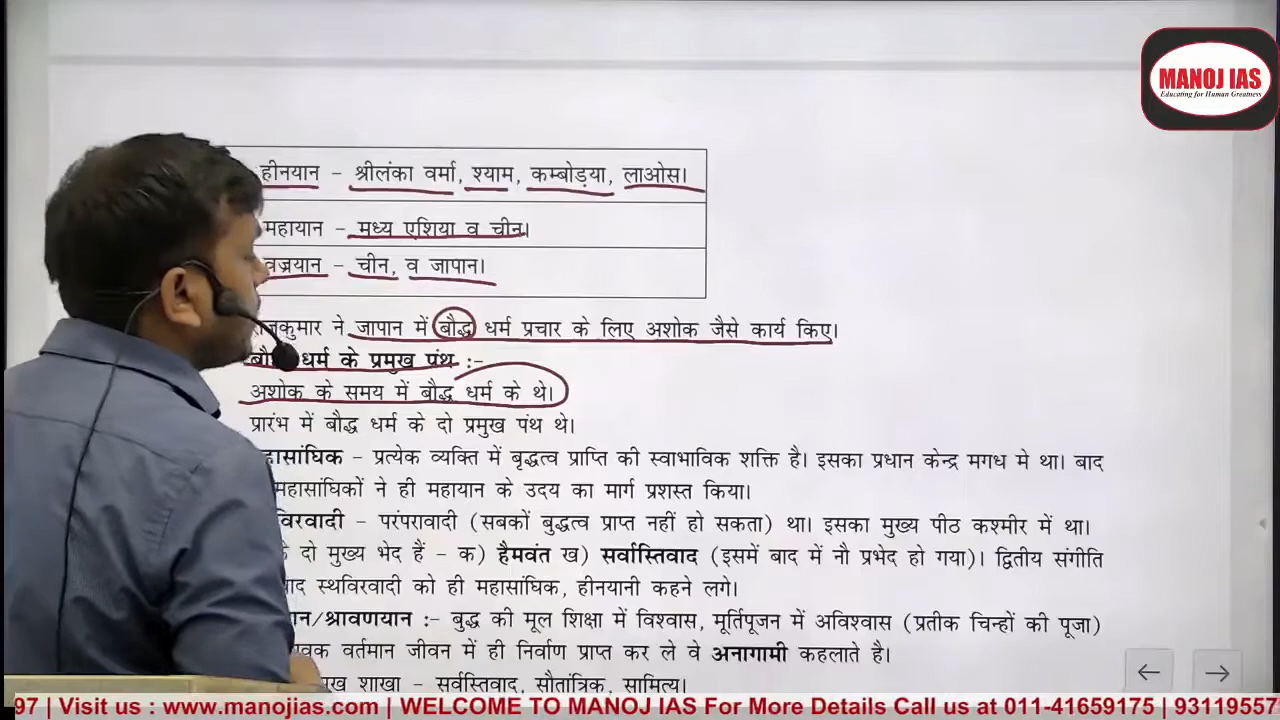 MANOJ IAS
Educating for Human Greatness
हीनयान - श्रीलंका वर्मा, श्याम, कम्बोड़या, लाओस।
महायान - मध्य एशिया व चीन।
वज्रयान - चीन, व जापान।
ने जापान में बौद्ध धर्म प्रचार के लिए अशोक जैसे कार्य किए।
धर्म के प्रमुख पंथ :-
अशोक के समय में बौद्ध धर्म के थे।
प्रारंभ में बौद्ध धर्म के दो प्रमुख पंथ थे।
- प्रत्येक व्यक्ति में बृद्धत्व प्राप्ति की स्वाभाविक शक्ति है। इसका प्रधान केन्द्र मगध मे था। बाद
महासांघिकों ने ही महायान के उदय का मार्ग प्रशस्त किया।
- परंपरावादी (सबकों बुद्धत्व प्राप्त नहीं हो सकता) था। इसका मुख्य पीठ कश्मीर में था।
दो मुख्य भेद हैं - क) हैमवंत ख) सर्वास्तिवाद (इसमें बाद में नौ प्रभेद हो गया)। द्वितीय संगीति
स्थविरवादी को ही महासांघिक, हीनयानी कहने लगे।
/श्रावणयान :- बुद्ध की मूल शिक्षा में विश्वास, मूर्तिपूजन में अविश्वास (प्रतीक चिन्हों की पूजा)
वर्तमान जीवन में ही निर्वाण प्राप्त कर ले वे अनागामी कहलाते है।
शाखा - सर्वस्तिवाद, सौतांत्रिक, सामित्य।
97 | Visit us : www.manojias.com | WELCOME TO MANOJ IAS For More Details Call us at 011-41659175 | 93119557